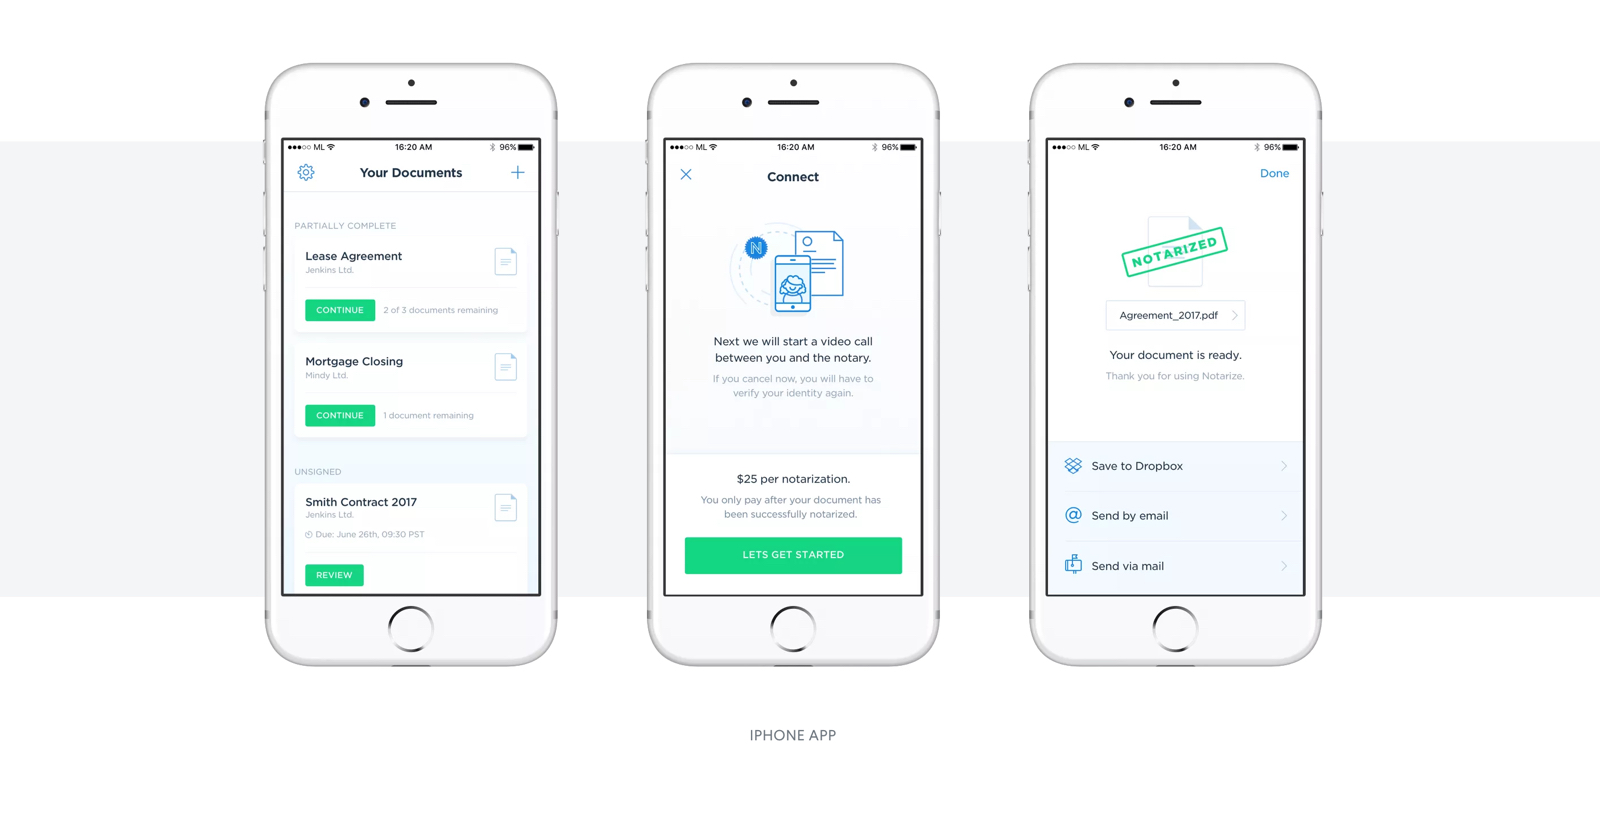 ML 16:20 AM 96%
Your Documents
PARTIALLY COMPLETE
Lease Agreement
Jenkins Ltd.
CONTINUE 2 of 3 documents remaining
Mortgage Closing
Mindy Ltd.
CONTINUE 1 document remaining
UNSIGNED
Smith Contract 2017
Jenkins Ltd.
Due: June 26th, 09:30 PST
REVIEW
ML 16:20 AM 96%
Connect
N
Next we will start a video call
between you and the notary.
If you cancel now, you will have to
verify your identity again.
$25 per notarization.
You only pay after your document has
been successfully notarized.
LETS GET STARTED
ML 16:20 AM 96%
Done
NOTARIZED
Agreement_2017.pdf
Your document is ready.
Thank you for using Notarize.
Save to Dropbox
@ Send by email
Send via mail
IPHONE APP